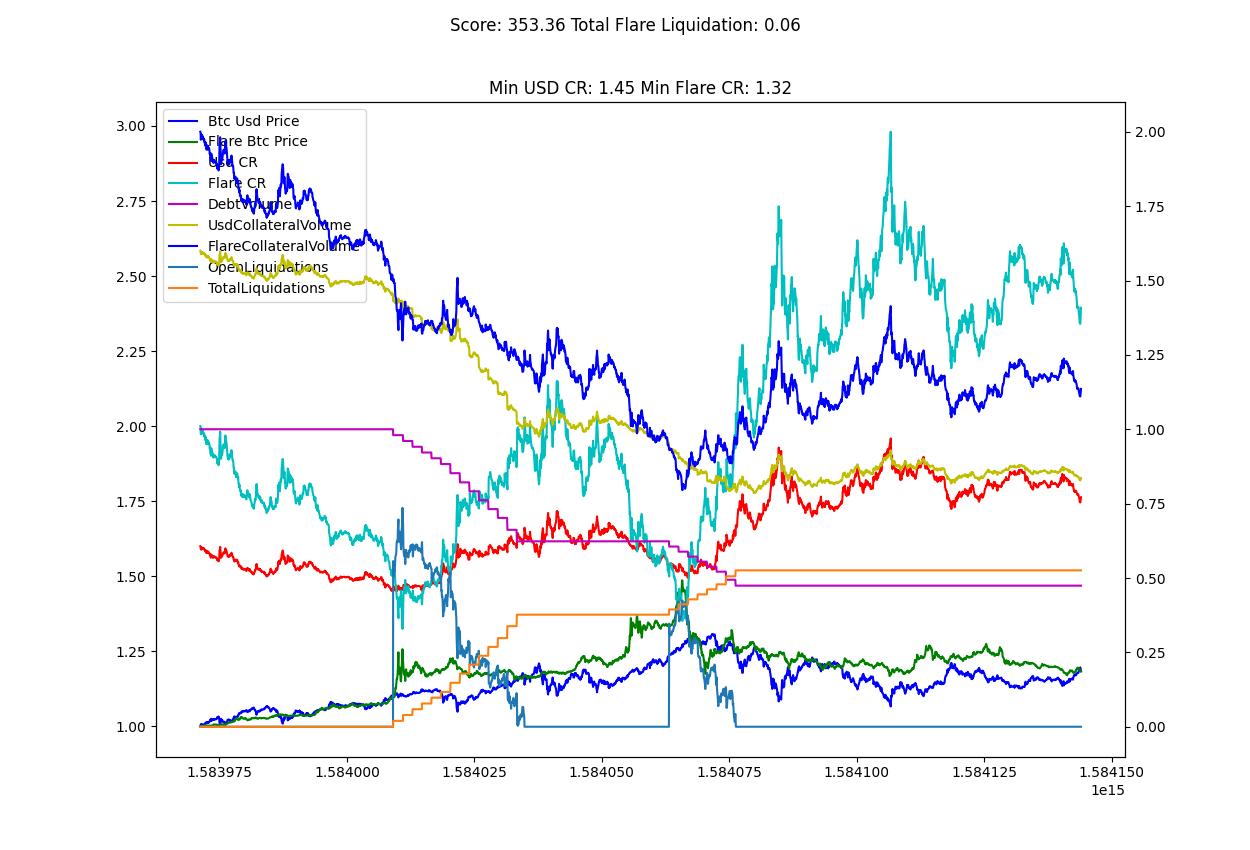 Score: 353.36 Total Flare Liquidation: 0.06
Min USD CR: 1.45 Min Flare CR: 1.32
Btc Usd Price
Flare Btc Price
Usd CR
Flare CR
DebtVolume
UsdCollateralVolume
FlareCollateralVolume
OpenLiquidations
TotalLiquidations
3.00
2.75
2.50
2.25
2.00
1.75
1.50
1.25
1.00
2.00
1.75
1.50
1.25
1.00
0.75
0.50
0.25
0.00
1.583975
1.584000
1.584025
1.584050
1.584075
1.584100
1.584125
1.584150
1e15